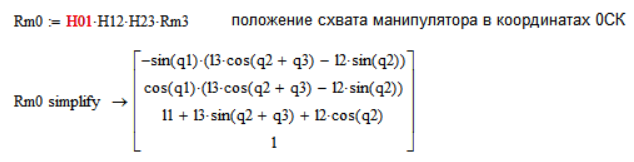 Rm0 := H01·H12·H23·Rm3 положение схвата манипулятора в координатах 0СК
Rm0 simplify →
-sin(q1)·(l3·cos(q2 + q3) − l2·sin(q2))
cos(q1)·(l3·cos(q2 + q3) − l2·sin(q2))
l1 + l3·sin(q2 + q3) + l2·cos(q2)
1